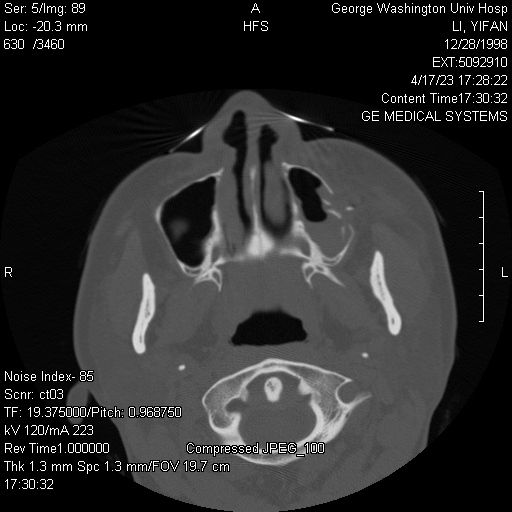 Ser: 5/Img: 89
Loc: -20.3 mm
630 /3460
A
HFS
George Washington Univ Hosp
LI, YIFAN
12/28/1998
EXT:5092910
4/17/23 17:28:22
Content Time17:30:32
GE MEDICAL SYSTEMS
R
L
Noise Index- 85
Scnr: ct03
TF: 19.375000/Pitch: 0.968750
kV 120/mA 223
Rev Time1.000000
Compressed JPEG_100
Thk 1.3 mm Spc 1.3 mm/FOV 19.7 cm
17:30:32